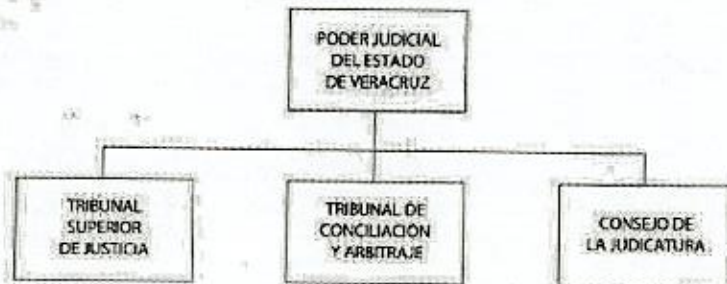 PODER JUDICIAL
DEL ESTADO
DE VERACRUZ
TRIBUNAL
SUPERIOR
DE JUSTICIA
TRIBUNAL DE
CONCILIACIÓN
Y ARBITRAJE
CONSEJO DE
LA JUDICATURA